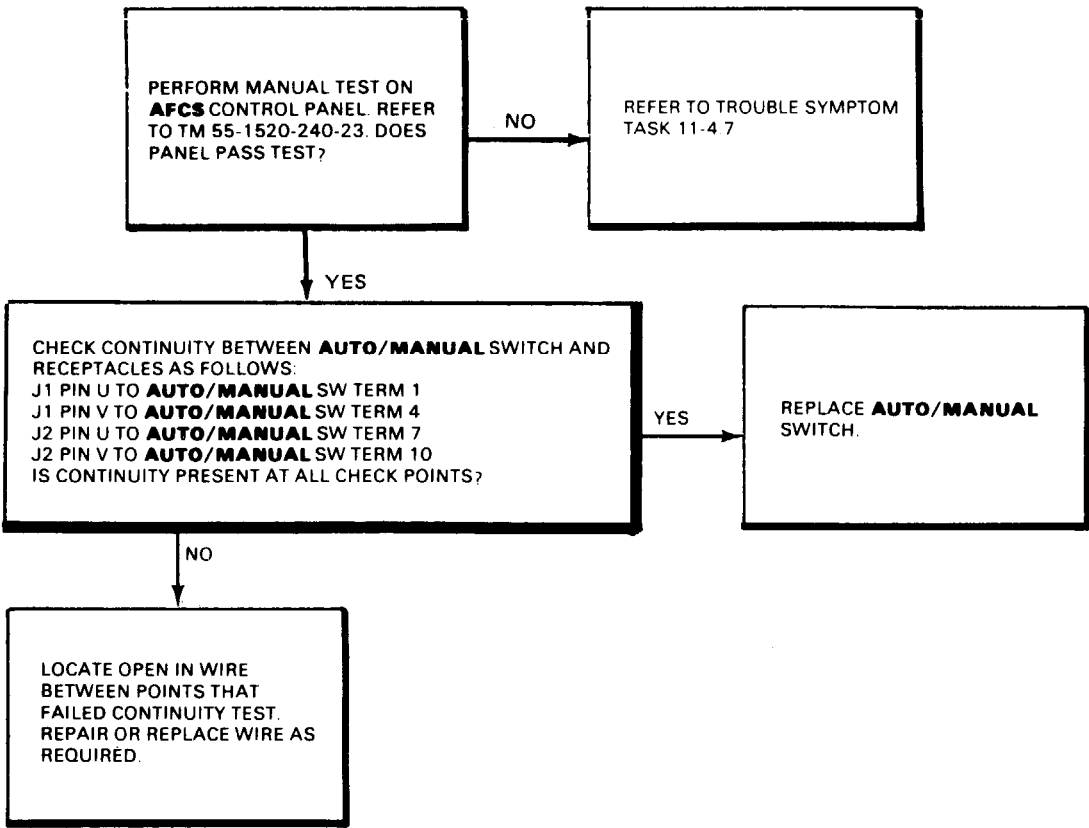 PERFORM MANUAL TEST ON
AFCS CONTROL PANEL. REFER
TO TM 55-1520-240-23. DOES
PANEL PASS TEST?
NO
REFER TO TROUBLE SYMPTOM
TASK 11-4.7
YES
CHECK CONTINUITY BETWEEN AUTO/MANUAL SWITCH AND
RECEPTACLES AS FOLLOWS:
J1 PIN U TO AUTO/MANUAL SW TERM 1
J1 PIN V TO AUTO/MANUAL SW TERM 4
J2 PIN U TO AUTO/MANUAL SW TERM 7
J2 PIN V TO AUTO/MANUAL SW TERM 10
IS CONTINUITY PRESENT AT ALL CHECK POINTS?
YES
REPLACE AUTO/MANUAL
SWITCH.
NO
LOCATE OPEN IN WIRE
BETWEEN POINTS THAT
FAILED CONTINUITY TEST.
REPAIR OR REPLACE WIRE AS
REQUIRED.